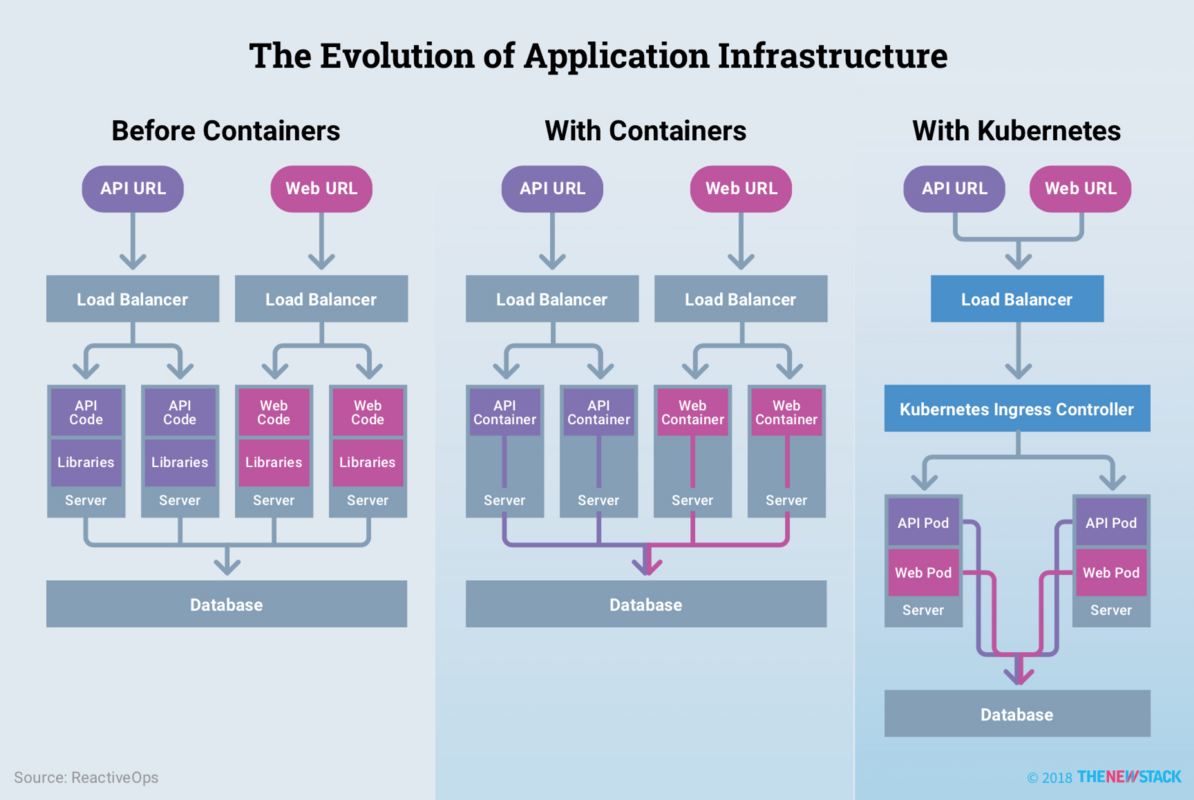 The Evolution of Application Infrastructure
Before Containers
API URL
Web URL
Load Balancer
Load Balancer
API
Code
API
Code
Web
Code
Web
Code
Libraries
Libraries
Libraries
Libraries
Server
Server
Server
Server
Database
With Containers
API URL
Web URL
Load Balancer
Load Balancer
API
Container
API
Container
Web
Container
Web
Container
Server
Server
Server
Server
Database
With Kubernetes
API URL
Web URL
Load Balancer
Kubernetes Ingress Controller
API Pod
Web Pod
Server
API Pod
Web Pod
Server
Database
Source: ReactiveOps
© 2018 THENEWSTACK